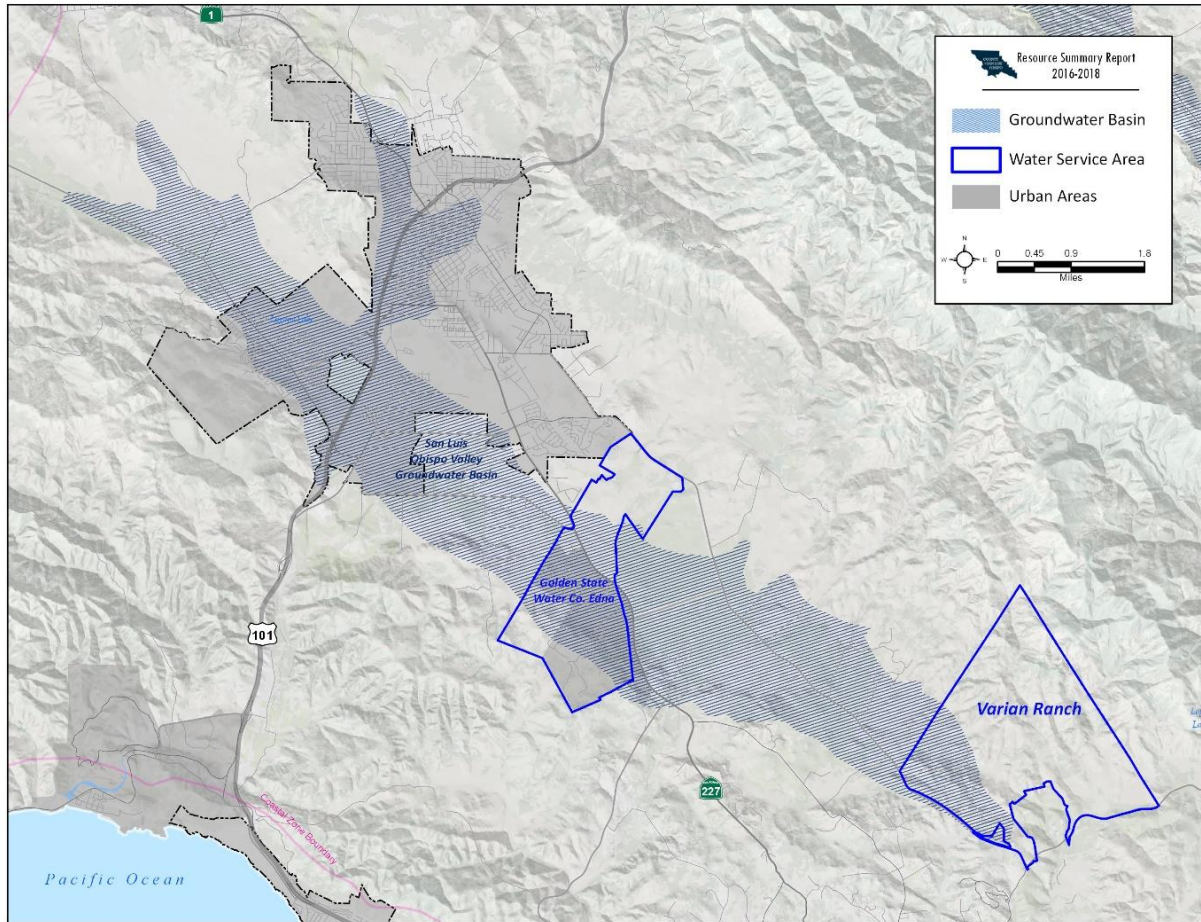 1
Resource Summary Report
2016-2018
Groundwater Basin
Water Service Area
Urban Areas
N
W
E
S
0
0.45
0.9
1.8
Miles
San Luis
Obispo Valley
Groundwater Basin
Golden State
Water Co. Edna
101
Varian Ranch
227
Coastal Zone Boundary
Pacific Ocean